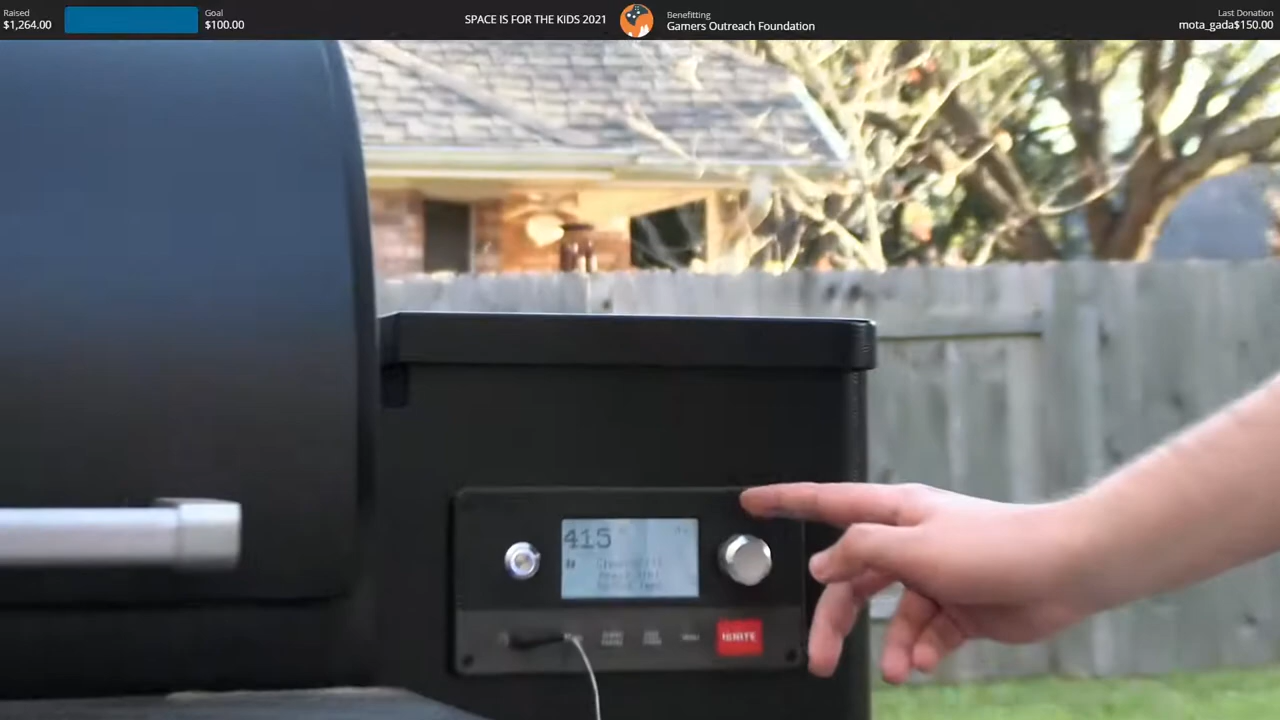 Raised
$1,264.00
Goal
$100.00
SPACE IS FOR THE KIDS 2021
Benefitting
Gamers Outreach Foundation
Last Donation
mota_gada$150.00
415
MENU
IGNITE